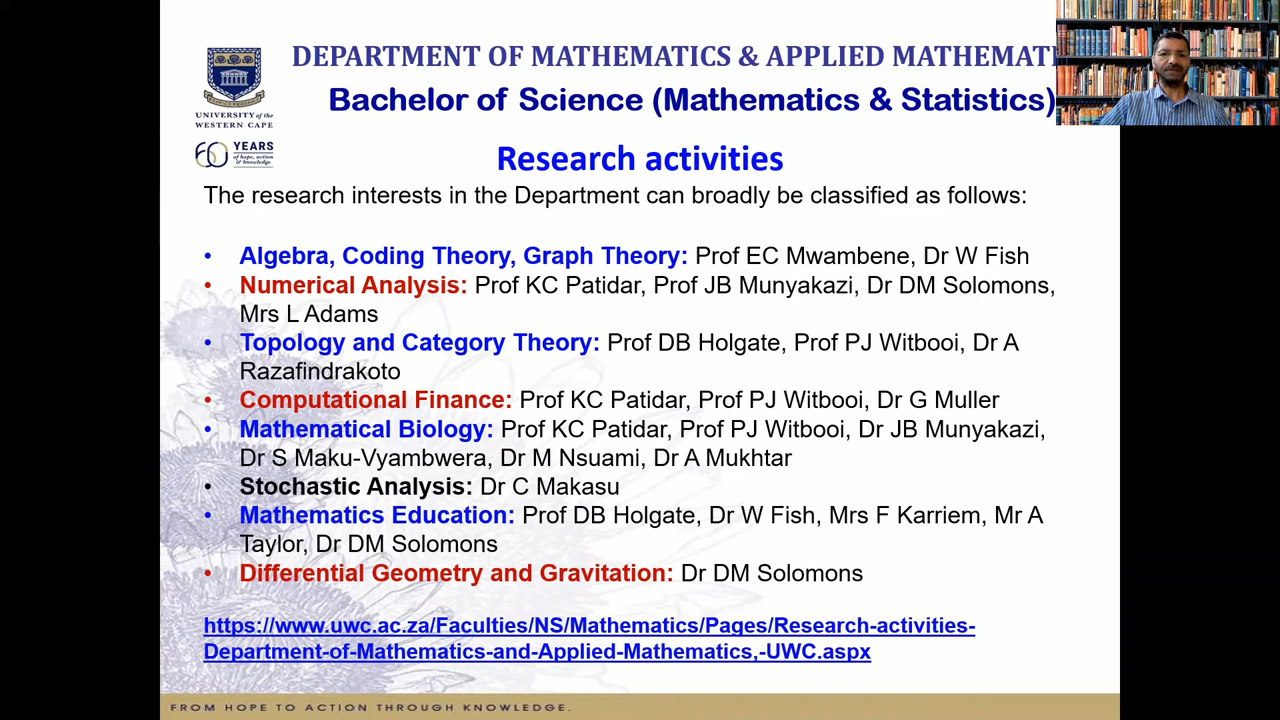 DEPARTMENT OF MATHEMATICS & APPLIED MATHEMATI
Bachelor of Science (Mathematics & Statistics)
UNIVERSITY of the
WESTERN CAPE
60 YEARS
of hope, action
& knowledge
Research activities
The research interests in the Department can broadly be classified as follows:
• Algebra, Coding Theory, Graph Theory: Prof EC Mwambene, Dr W Fish
• Numerical Analysis: Prof KC Patidar, Prof JB Munyakazi, Dr DM Solomons,
Mrs L Adams
• Topology and Category Theory: Prof DB Holgate, Prof PJ Witbooi, Dr A
Razafindrakoto
• Computational Finance: Prof KC Patidar, Prof PJ Witbooi, Dr G Muller
• Mathematical Biology: Prof KC Patidar, Prof PJ Witbooi, Dr JB Munyakazi,
Dr S Maku-Vyambwera, Dr M Nsuami, Dr A Mukhtar
• Stochastic Analysis: Dr C Makasu
• Mathematics Education: Prof DB Holgate, Dr W Fish, Mrs F Karriem, Mr A
Taylor, Dr DM Solomons
• Differential Geometry and Gravitation: Dr DM Solomons
https://www.uwc.ac.za/Faculties/NS/Mathematics/Pages/Research-activities-
Department-of-Mathematics-and-Applied-Mathematics,-UWC.aspx
FROM HOPE TO ACTION THROUGH KNOWLEDGE.